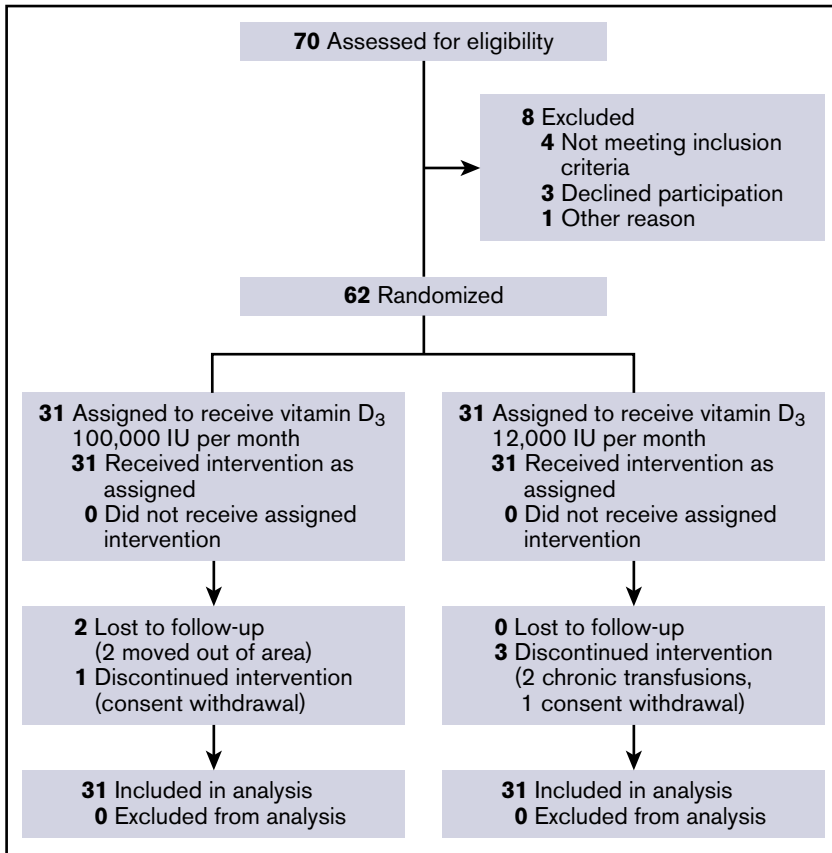 70 Assessed for eligibility
8 Excluded
4 Not meeting inclusion
criteria
3 Declined participation
1 Other reason
62 Randomized
31 Assigned to receive vitamin D3
100,000 IU per month
31 Received intervention as
assigned
0 Did not receive assigned
intervention
31 Assigned to receive vitamin D3
12,000 IU per month
31 Received intervention as
assigned
0 Did not receive assigned
intervention
2 Lost to follow-up
(2 moved out of area)
1 Discontinued intervention
(consent withdrawal)
0 Lost to follow-up
3 Discontinued intervention
(2 chronic transfusions,
1 consent withdrawal)
31 Included in analysis
0 Excluded from analysis
31 Included in analysis
0 Excluded from analysis